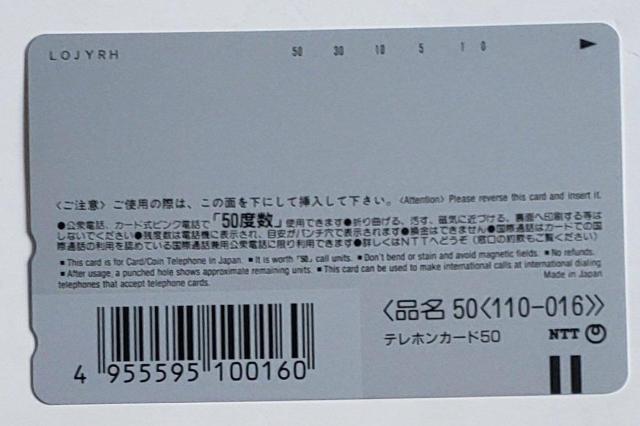 LOJYRH 50 30 10 5 1 0
〈ご注意〉ご使用の際は、この面を下にして挿入して下さい。〈Attention〉Please reverse this card and insert it.
●公衆電話、カード式ピンク電話で「50度数」使用できます●折り曲げる、汚す、磁気に近づける、裏面へ印刷する等は
しないでください●残度数は電話機に表示され、目安がパンチ穴で表示されます●換金はできません●国際通話はカードでの国
際通話の可を認めている国際通話兼用公衆電話に限り利用できます●詳しくはNTTへどうぞ(窓口の約款もご覧ください)
■This card is for Card/Coin Telephone in Japan. ■It is worth "50" call units. ■Don't bend or stain and avoid magnetic fields. ■No refunds.
■After usage, a punched hole shows approximate remaining units. ■This card can be used to make international calls at international dialing
telephones that accept telephone cards. Made in Japan
〈品名 50〈110-016〉〉
テレホンカード50 NTT
4 955595 100160